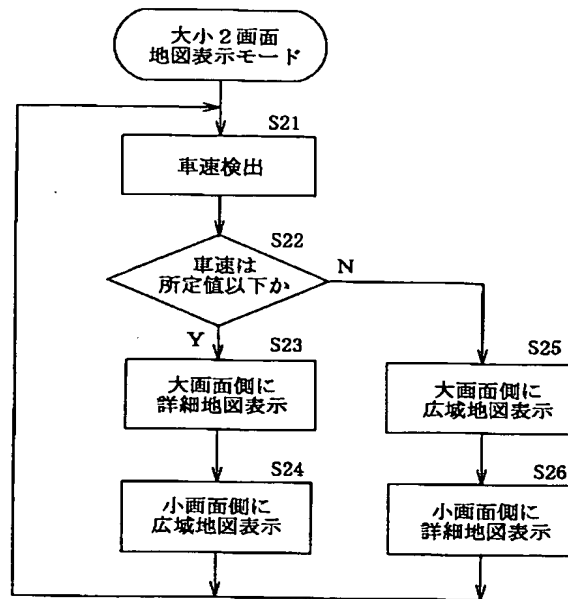 大小２画面
地図表示モード
S21
車速検出
S22
車速は
所定値以下か
N
Y
S23
大画面側に
詳細地図表示
S25
大画面側に
広域地図表示
S24
小画面側に
広域地図表示
S26
小画面側に
詳細地図表示